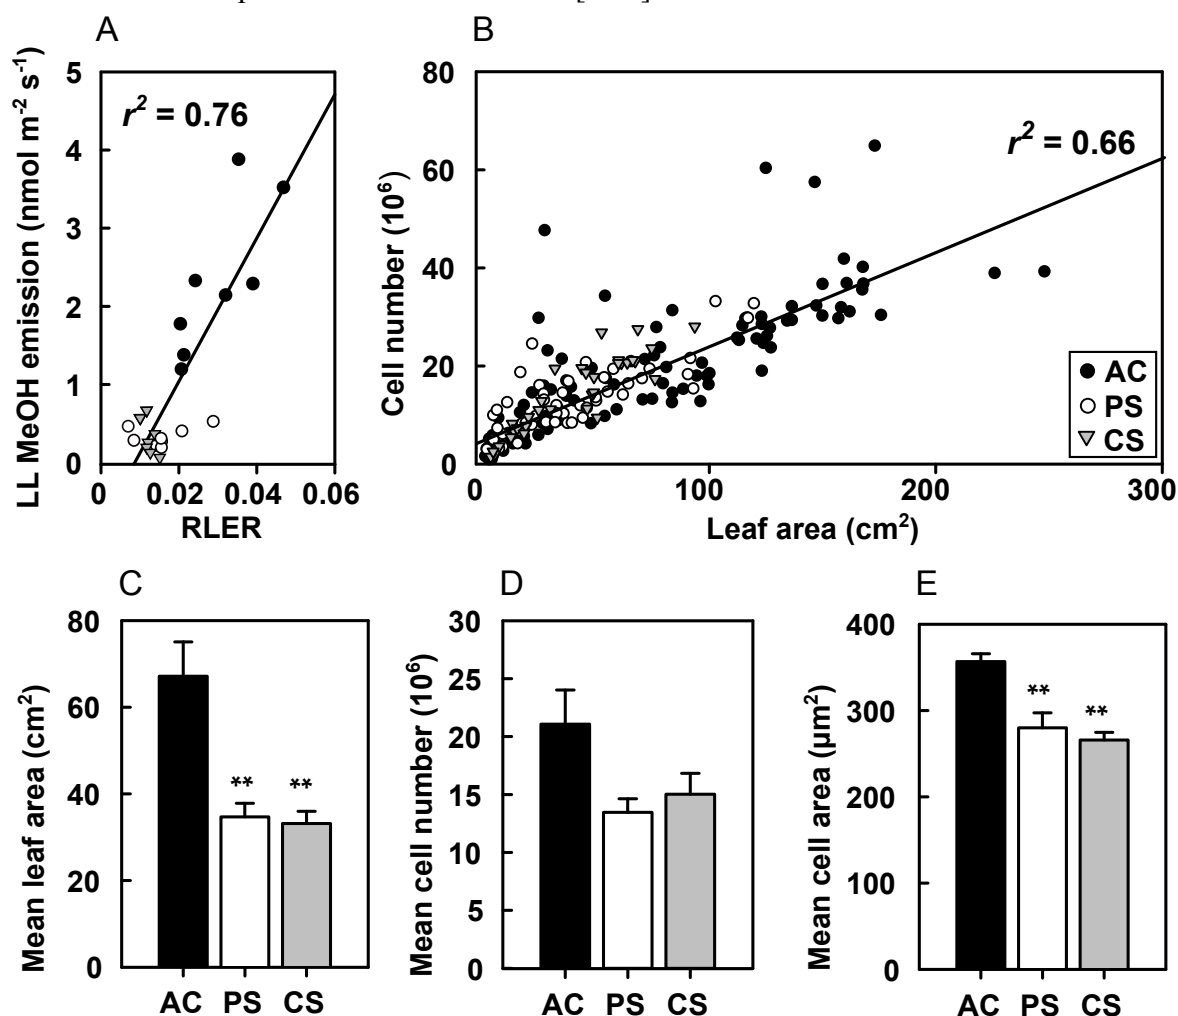 A
LL MeOH emission (nmol m-2 s-1)
5
4
3
2
1
0
r2 = 0.76
0 0.02 0.04 0.06
RLER
B
Cell number (106)
80
60
40
20
0
r2 = 0.66
AC
PS
CS
0 100 200 300
Leaf area (cm2)
C
Mean leaf area (cm2)
80
60
40
20
0
**
**
AC PS CS
D
Mean cell number (106)
30
25
20
15
10
5
0
AC PS CS
E
Mean cell area (µm2)
400
300
200
100
0
**
**
AC PS CS